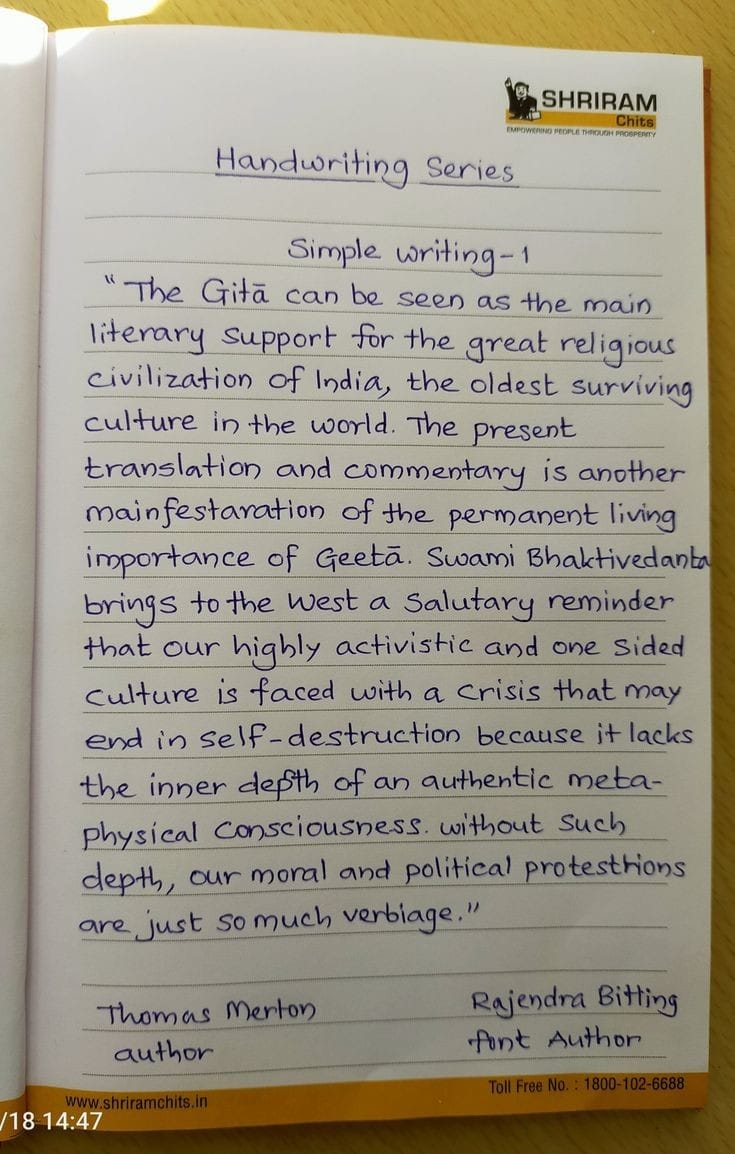 SHRIRAM
Chits
EMPOWERING PEOPLE THROUGH PROSPERITY
Handwriting Series
Simple writing-1
"The Gitā can be seen as the main
literary support for the great religious
civilization of India, the oldest surviving
culture in the world. The present
translation and commentary is another
mainfestaration of the permanent living
importance of Geetā. Swami Bhaktivedanta
brings to the West a Salutary reminder
that our highly activistic and one sided
culture is faced with a crisis that may
end in self-destruction because it lacks
the inner depth of an authentic meta-
physical consciousness. without such
depth, our moral and political protesthions
are just so much verbiage."
Thomas Merton
author
Rajendra Bitting
font Author
www.shriramchits.in
Toll Free No. : 1800-102-6688
/18 14:47